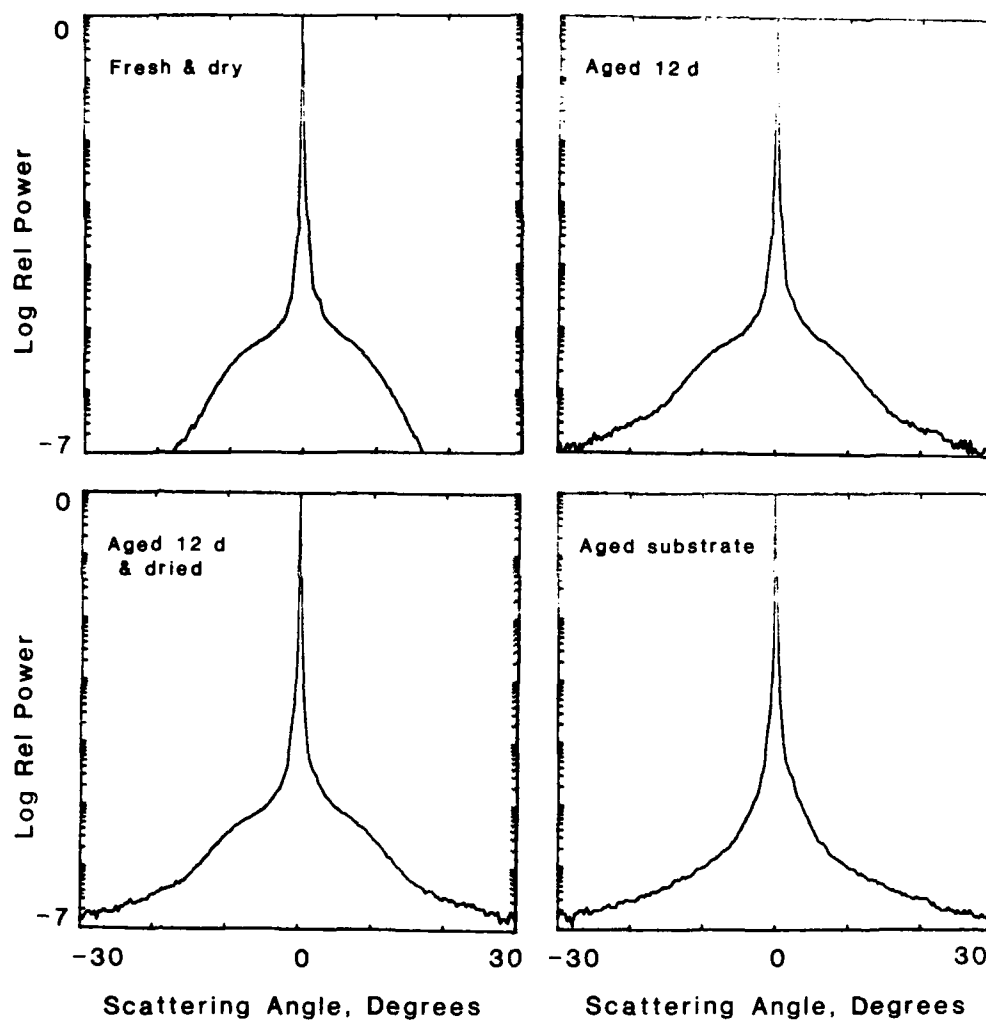 0
Fresh & dry
Aged 12 d
Log Rel Power
-7
0
Aged 12 d
& dried
Aged substrate
Log Rel Power
-7
-30 0 30
-30 0 30
Scattering Angle, Degrees
Scattering Angle, Degrees